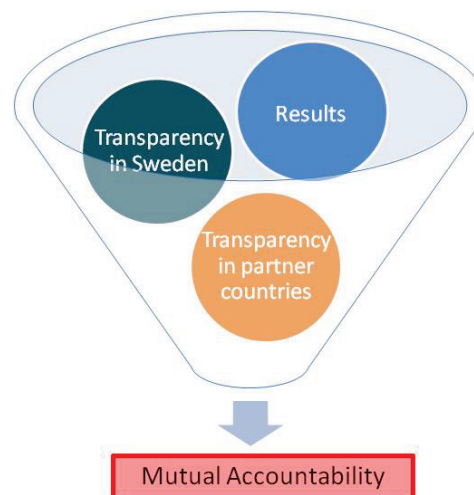 Results
Transparency
in Sweden
Transparency
in partner
countries
Mutual Accountability